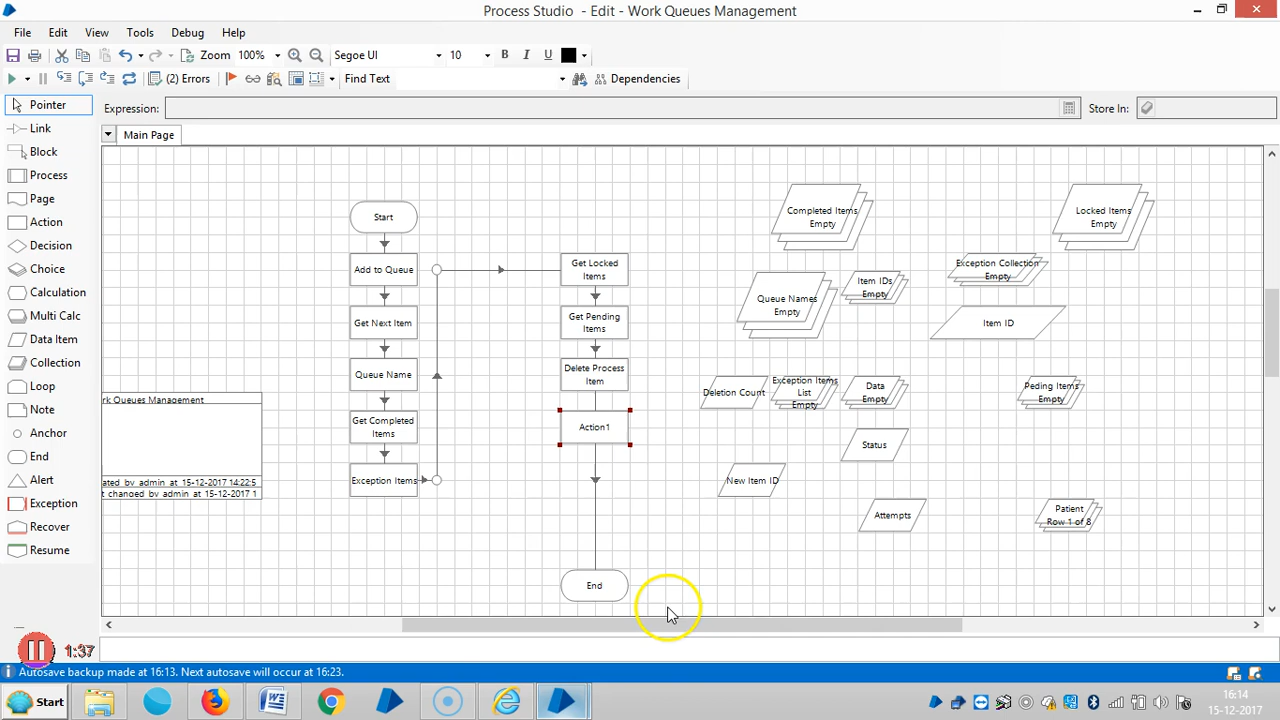 Process Studio - Edit - Work Queues Management
File Edit View Tools Debug Help
Zoom 100% Segoe UI 10 B I U
(2) Errors Find Text Dependencies
Pointer
Expression:
Store In:
Link
Block
Process
Page
Action
Decision
Choice
Calculation
Multi Calc
Data Item
Collection
Loop
Note
Anchor
End
Alert
Exception
Recover
Resume
Main Page
Start
Add to Queue
Get Next Item
Queue Name
Get Completed
Items
Exception Items
rk Queues Management
ated by admin at 15-12-2017 14:22:5
t changed by admin at 15-12-2017 1
Get Locked
Items
Get Pending
Items
Delete Process
Item
Action1
End
Completed Items
Empty
Locked Items
Empty
Queue Names
Empty
Item IDs
Empty
Exception Collection
Empty
Item ID
Deletion Count
Exception Items
List
Empty
Data
Empty
Peding Items
Empty
Status
New Item ID
Attempts
Patient
Row 1 of 8
1:37
Autosave backup made at 16:13. Next autosave will occur at 16:23.
Start
16:14
15-12-2017